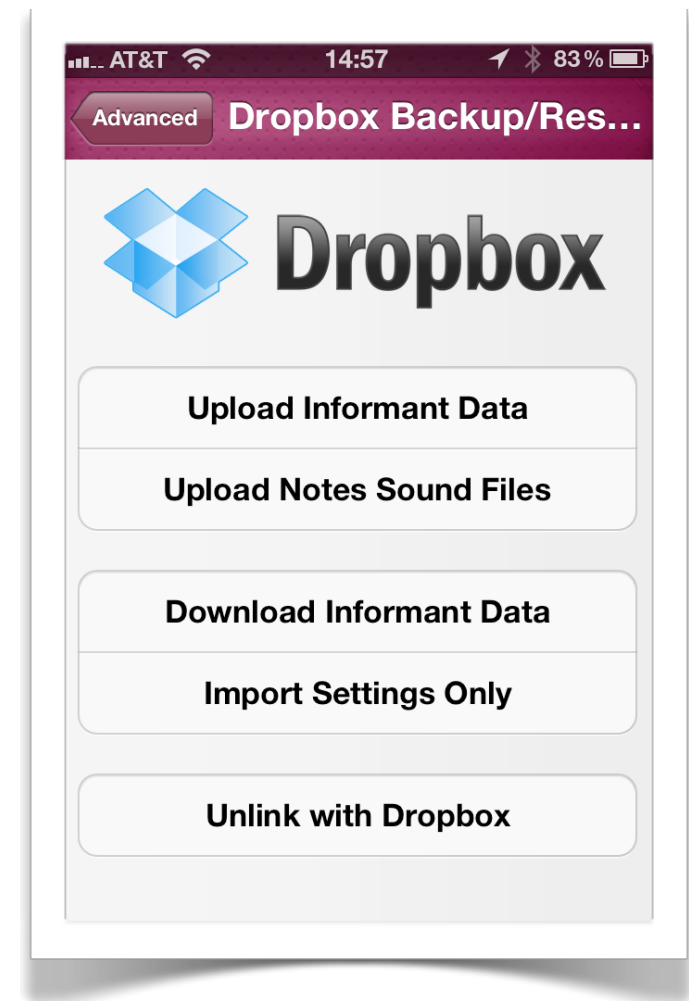 AT&T 14:57 83%
Advanced Dropbox Backup/Res...
Dropbox
Upload Informant Data
Upload Notes Sound Files
Download Informant Data
Import Settings Only
Unlink with Dropbox